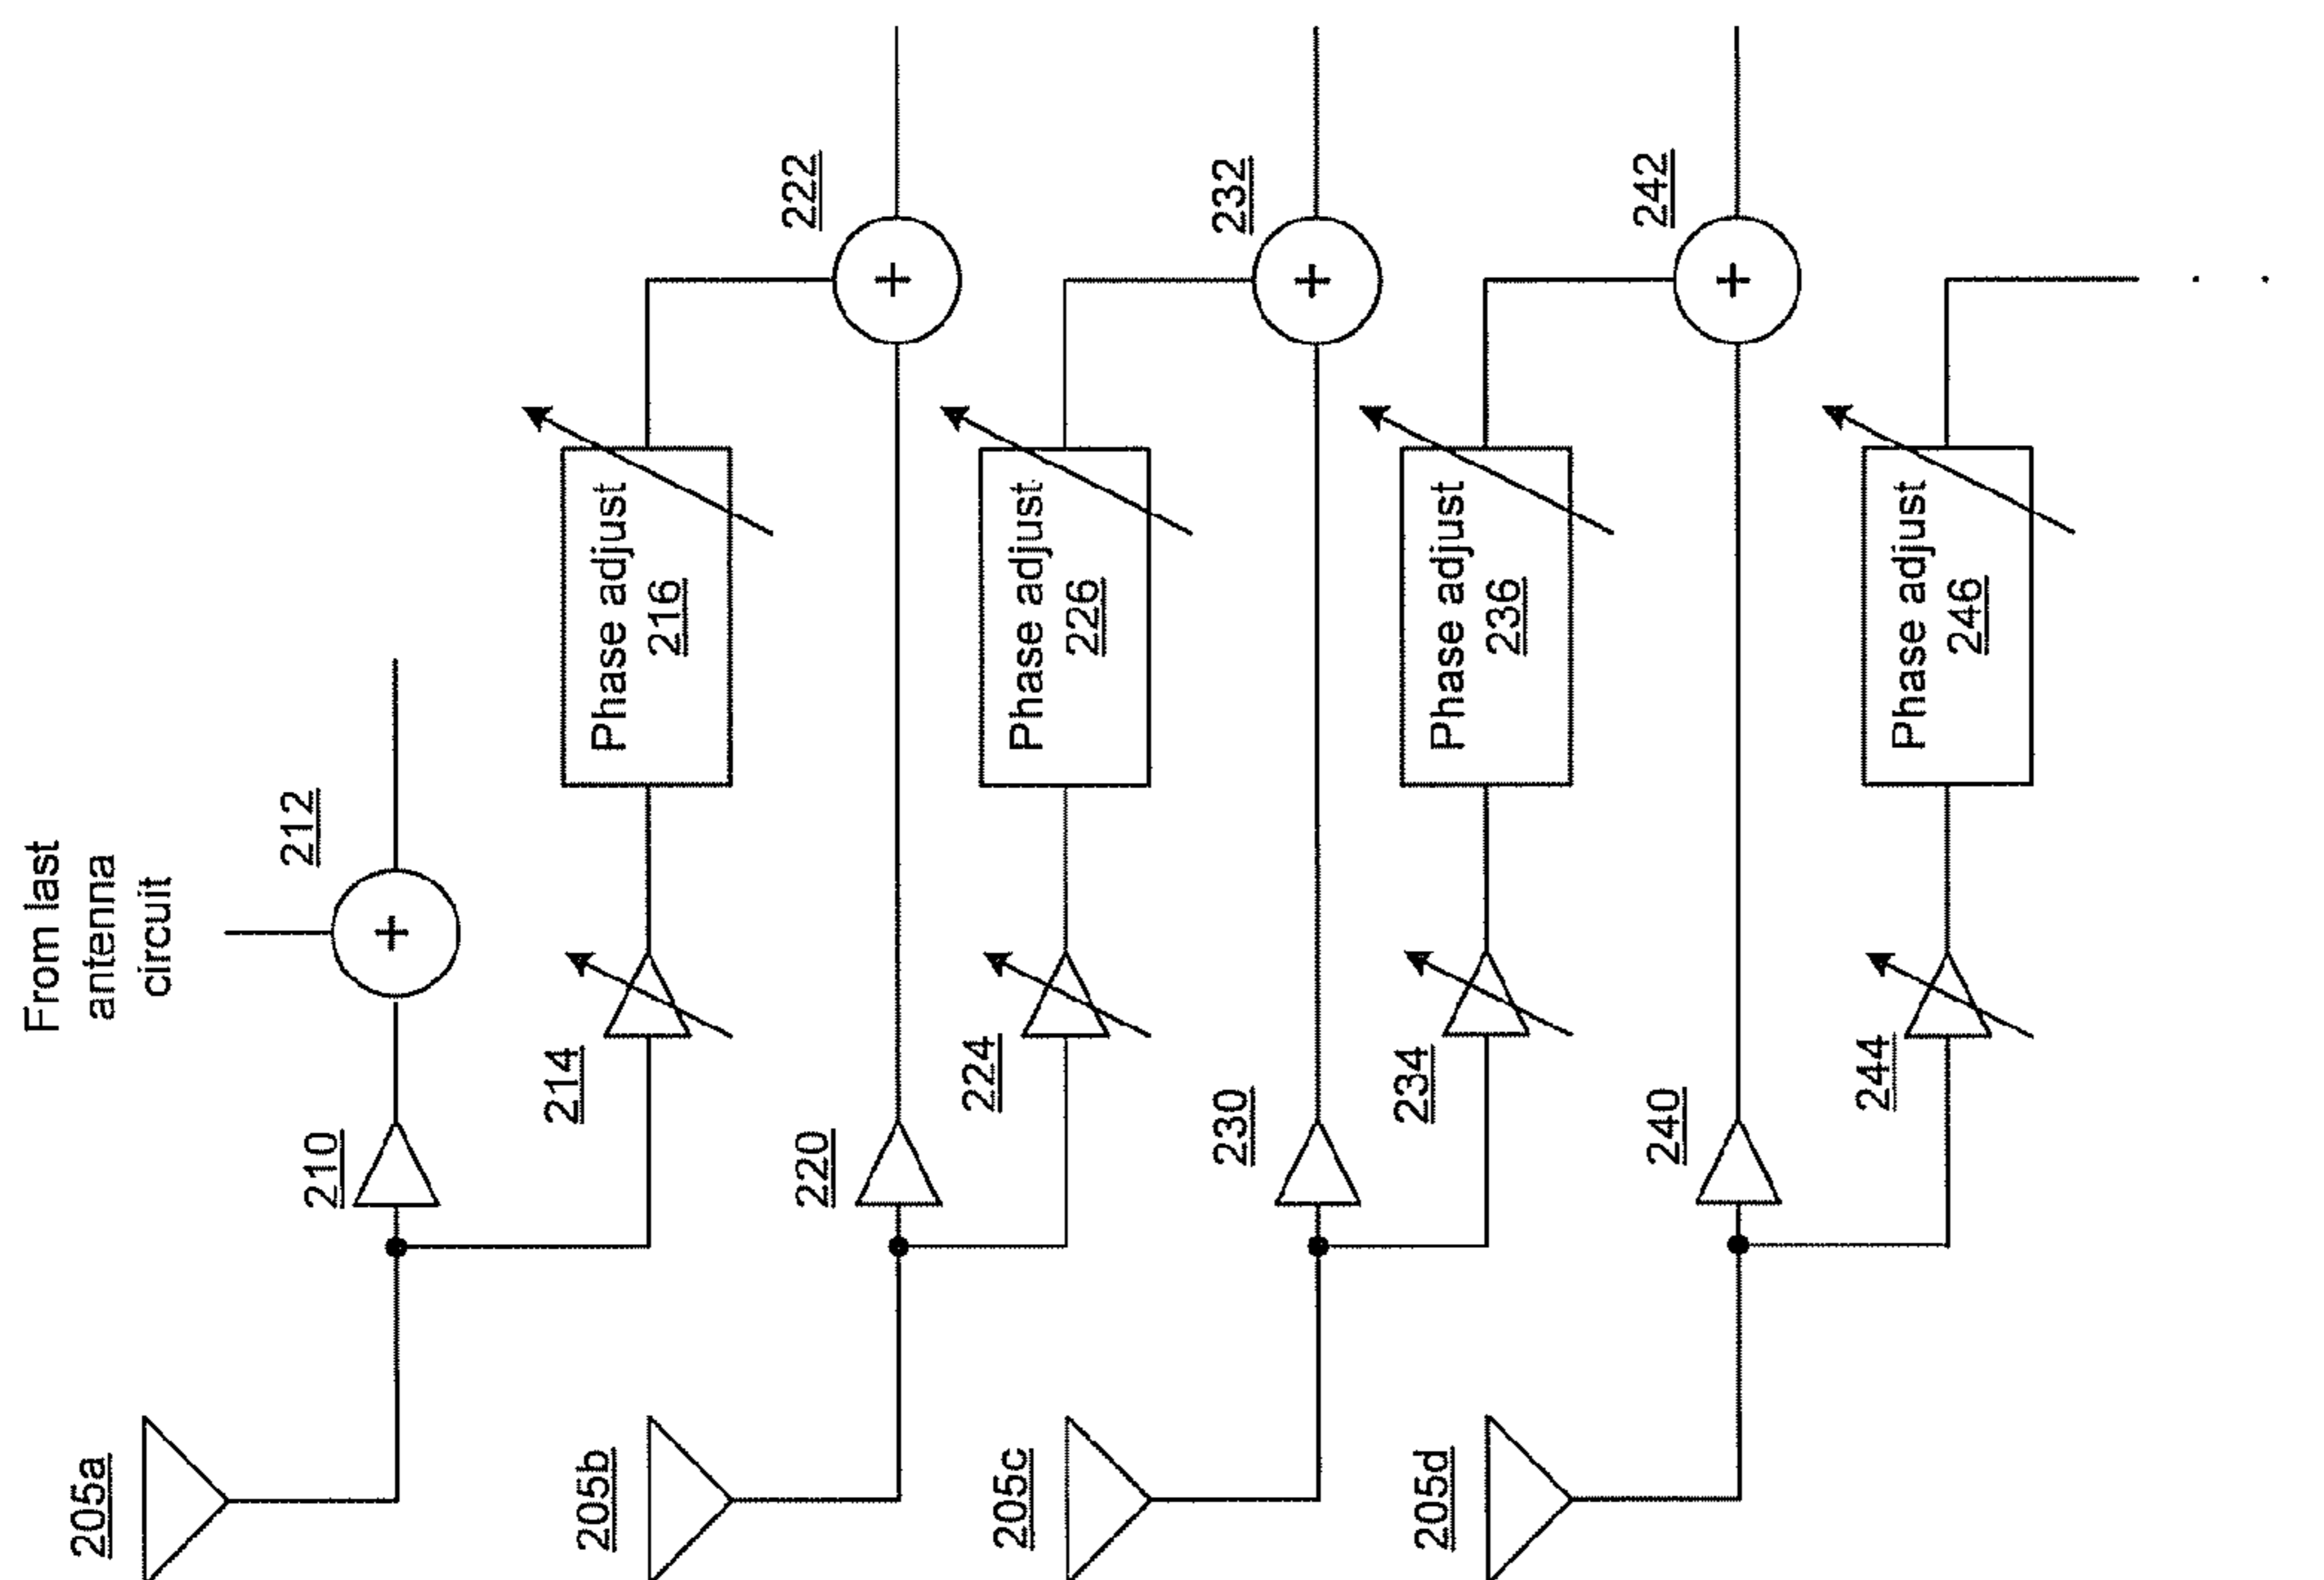 From last
antenna
circuit
205a
210
212
214
Phase adjust
216
205b
220
222
224
Phase adjust
226
205c
230
232
234
Phase adjust
236
205d
240
242
244
Phase adjust
246